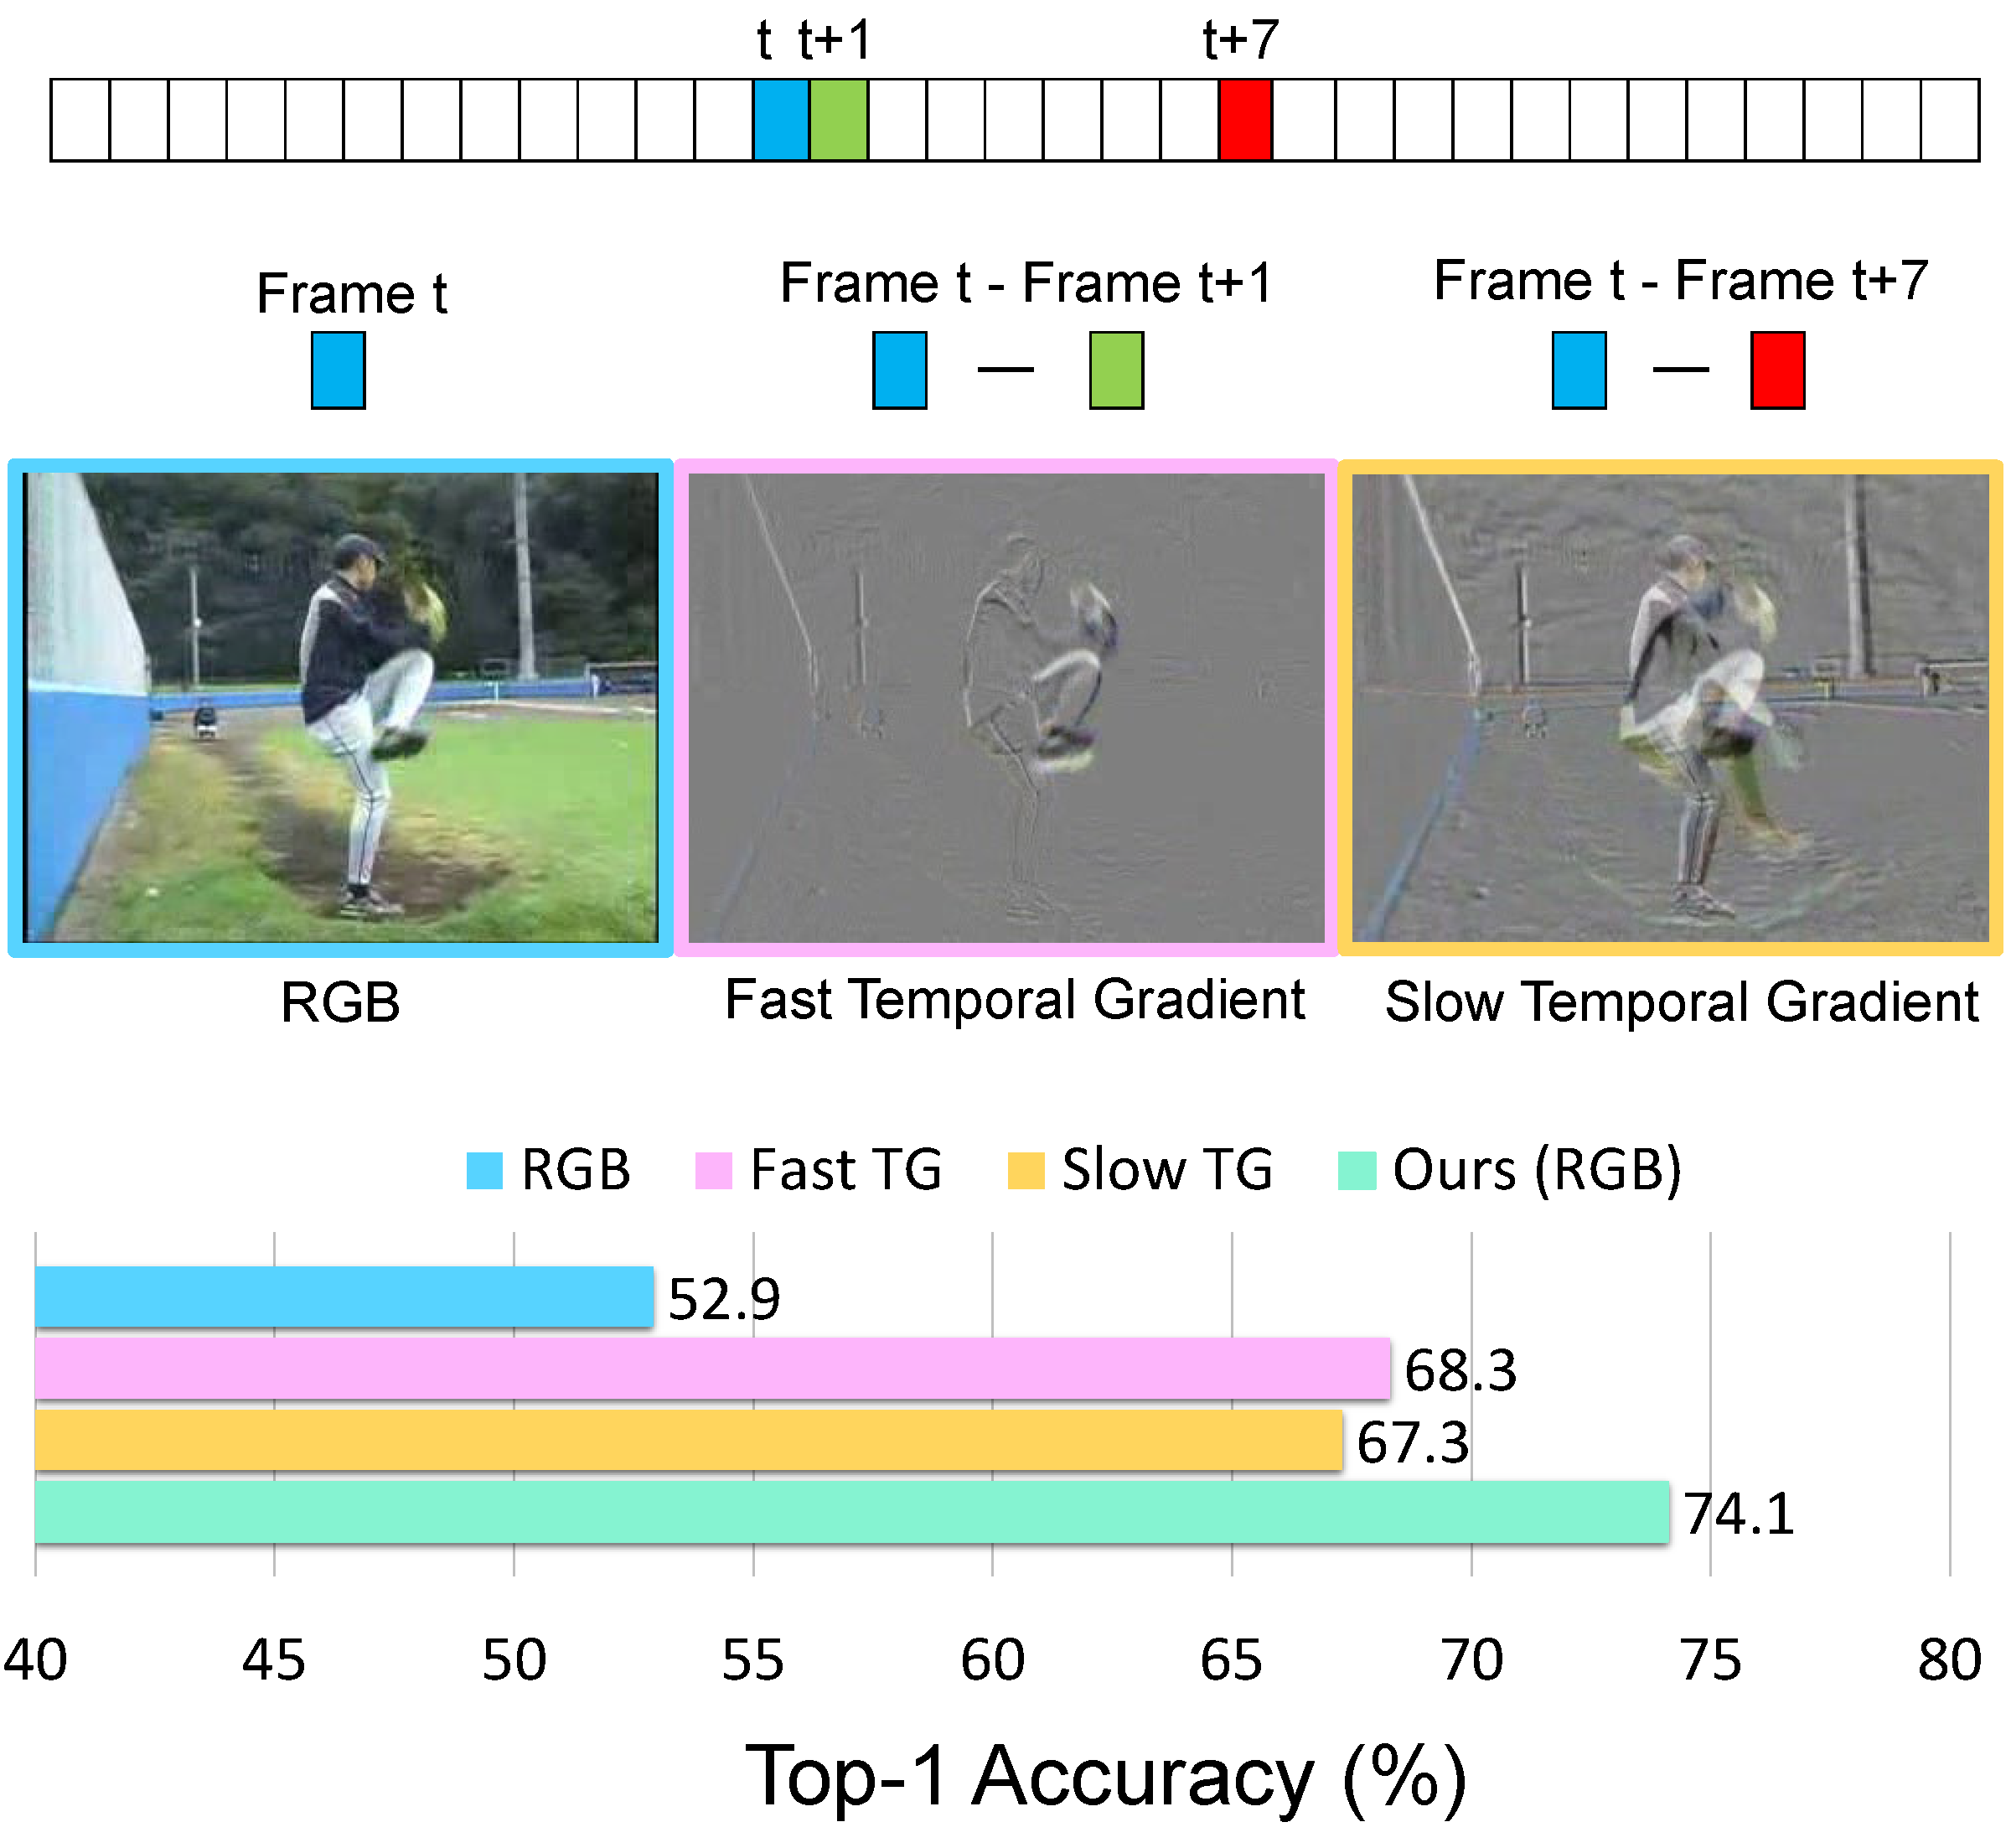 t t+1 t+7
Frame t
Frame t - Frame t+1
Frame t - Frame t+7
RGB
Fast Temporal Gradient
Slow Temporal Gradient
RGB Fast TG Slow TG Ours (RGB)
52.9
68.3
67.3
74.1
40 45 50 55 60 65 70 75 80
Top-1 Accuracy (%)